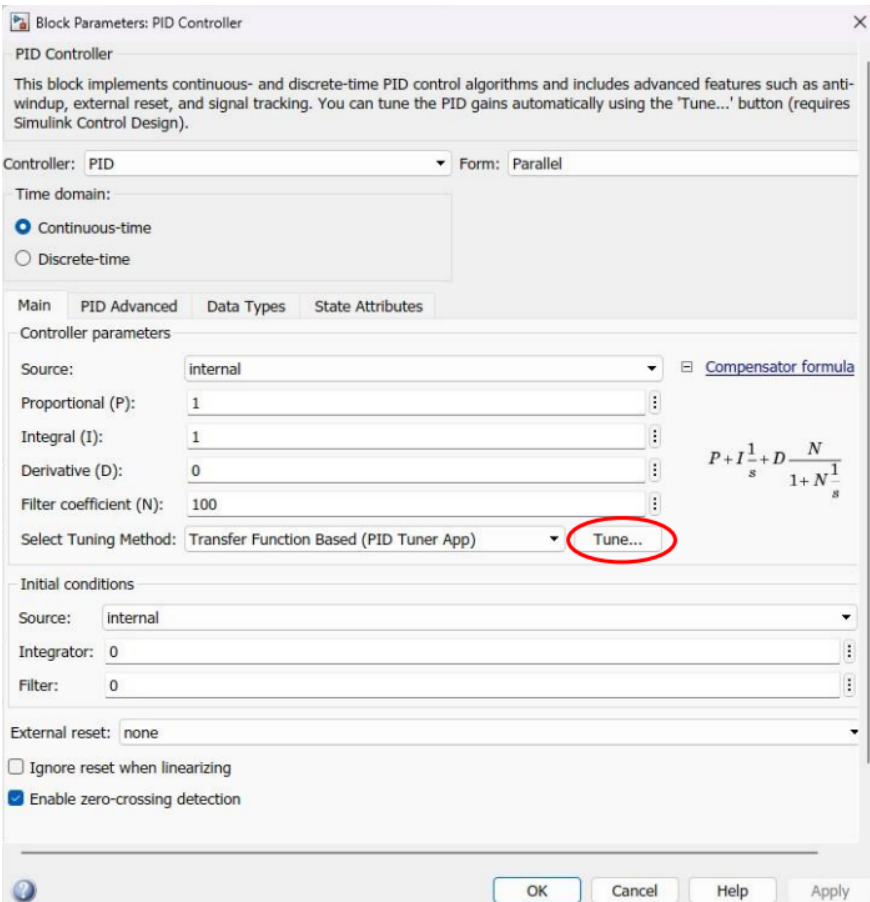 Block Parameters: PID Controller
PID Controller
This block implements continuous- and discrete-time PID control algorithms and includes advanced features such as anti-
windup, external reset, and signal tracking. You can tune the PID gains automatically using the 'Tune...' button (requires
Simulink Control Design).
Controller: PID Form: Parallel
Time domain:
Continuous-time
Discrete-time
Main PID Advanced Data Types State Attributes
Controller parameters
Source: internal Compensator formula
Proportional (P): 1
Integral (I): 1
P+I 1/s +D N/(1+N 1/s)
Derivative (D): 0
Filter coefficient (N): 100
Select Tuning Method: Transfer Function Based (PID Tuner App) Tune...
Initial conditions
Source: internal
Integrator: 0
Filter: 0
External reset: none
Ignore reset when linearizing
Enable zero-crossing detection
OK Cancel Help Apply